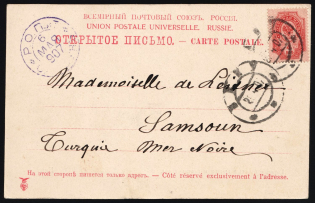 ВСЕМІРНЫЙ ПОЧТОВЫЙ СОЮЗЪ. РОССІЯ.
UNION POSTALE UNIVERSELLE. RUSSIE.
ОТКРЫТОЕ ПИСЬМО. — CARTE POSTALE.
Mademoiselle de
Samsoun
Turquie Mer Noire
На этой сторонѣ пишется только адресъ. — Côté réservé exclusivement à l'adresse.